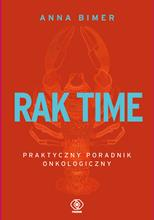 ANNA BIMER
RAK TIME
PRAKTYCZNY PORADNIK
ONKOLOGICZNY